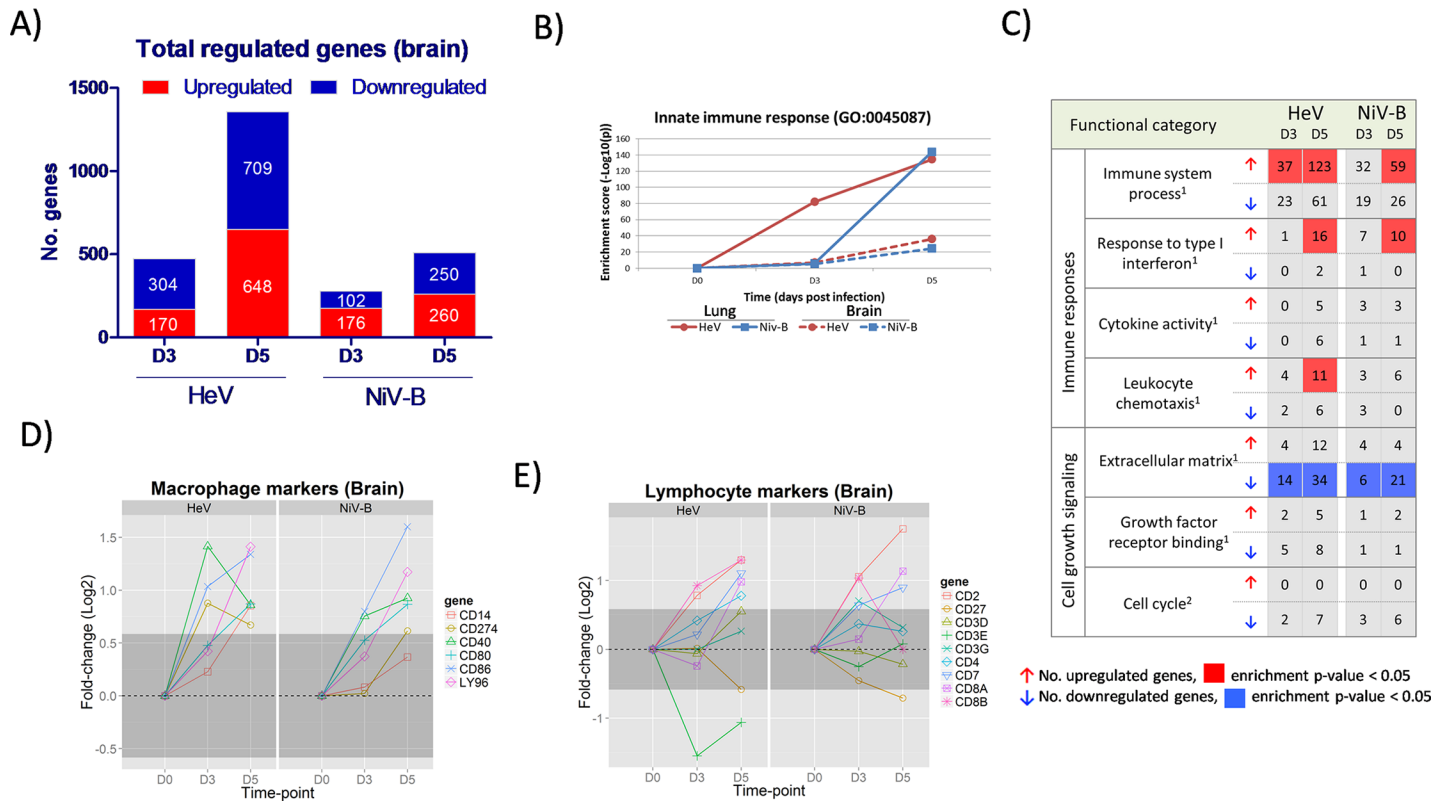 A)
Total regulated genes (brain)
Upregulated Downregulated
No. genes
1500
1000
500
0
304
170
709
648
102
176
250
260
D3 D5 D3 D5
HeV NiV-B
B)
Innate immune response (GO:0045087)
Enrichment score (-Log10(p))
160
140
120
100
80
60
40
20
0
D0 D3 D5
Time (days post infection)
Lung Brain
HeV Niv-B HeV NiV-B
C)
Functional category HeV NiV-B
D3 D5 D3 D5
Immune responses
Immune system process1
↑ 37 123 32 59
↓ 23 61 19 26
Response to type I interferon1
↑ 1 16 7 10
↓ 0 2 1 0
Cytokine activity1
↑ 0 5 3 3
↓ 0 6 1 1
Leukocyte chemotaxis1
↑ 4 11 3 6
↓ 2 6 3 0
Cell growth signaling
Extracellular matrix1
↑ 4 12 4 4
↓ 14 34 6 21
Growth factor receptor binding1
↑ 2 5 1 2
↓ 5 8 1 1
Cell cycle2
↑ 0 0 0 0
↓ 2 7 3 6
↑ No. upregulated genes, enrichment p-value < 0.05
↓ No. downregulated genes, enrichment p-value < 0.05
D)
Macrophage markers (Brain)
HeV NiV-B
Fold-change (Log2)
1.5
1.0
0.5
0.0
-0.5
D0 D3 D5 D0 D3 D5
Time-point
gene
CD14
CD274
CD40
CD80
CD86
LY96
E)
Lymphocyte markers (Brain)
HeV NiV-B
Fold-change (Log2)
1
0
-1
D0 D3 D5 D0 D3 D5
Time-point
gene
CD2
CD27
CD3D
CD3E
CD3G
CD4
CD7
CD8A
CD8B